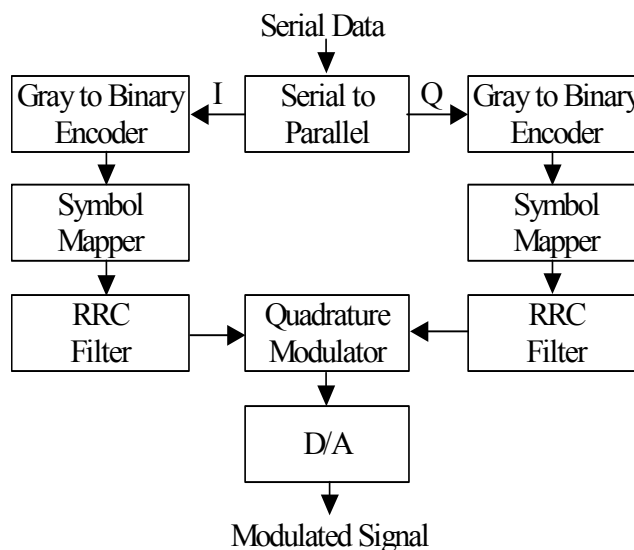 Serial Data
Gray to Binary
Encoder
I
Serial to
Parallel
Q
Gray to Binary
Encoder
Symbol
Mapper
Symbol
Mapper
RRC
Filter
Quadrature
Modulator
RRC
Filter
D/A
Modulated Signal